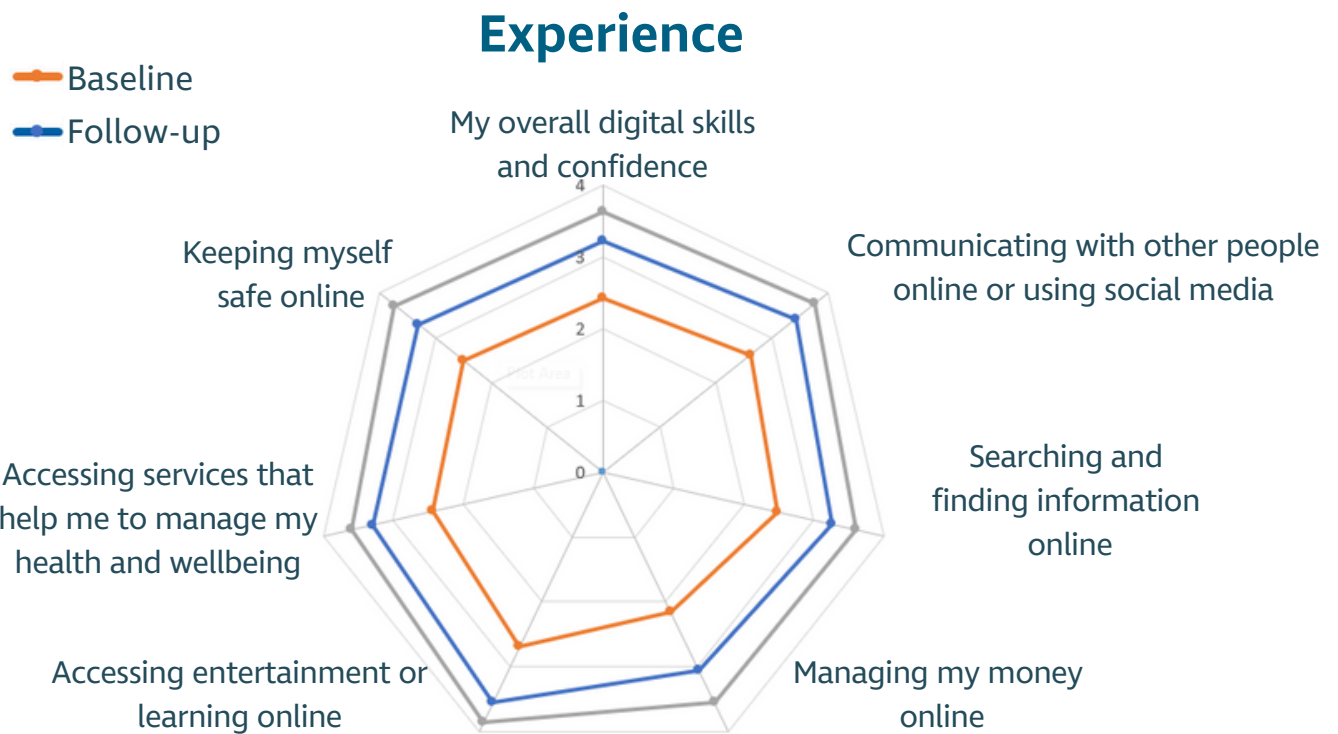 Experience
Baseline
Follow-up
My overall digital skills
and confidence
4
3
2
1
0
Communicating with other people
online or using social media
Searching and
finding information
online
Managing my money
online
Accessing entertainment or
learning online
Accessing services that
help me to manage my
health and wellbeing
Keeping myself
safe online
Plot Area